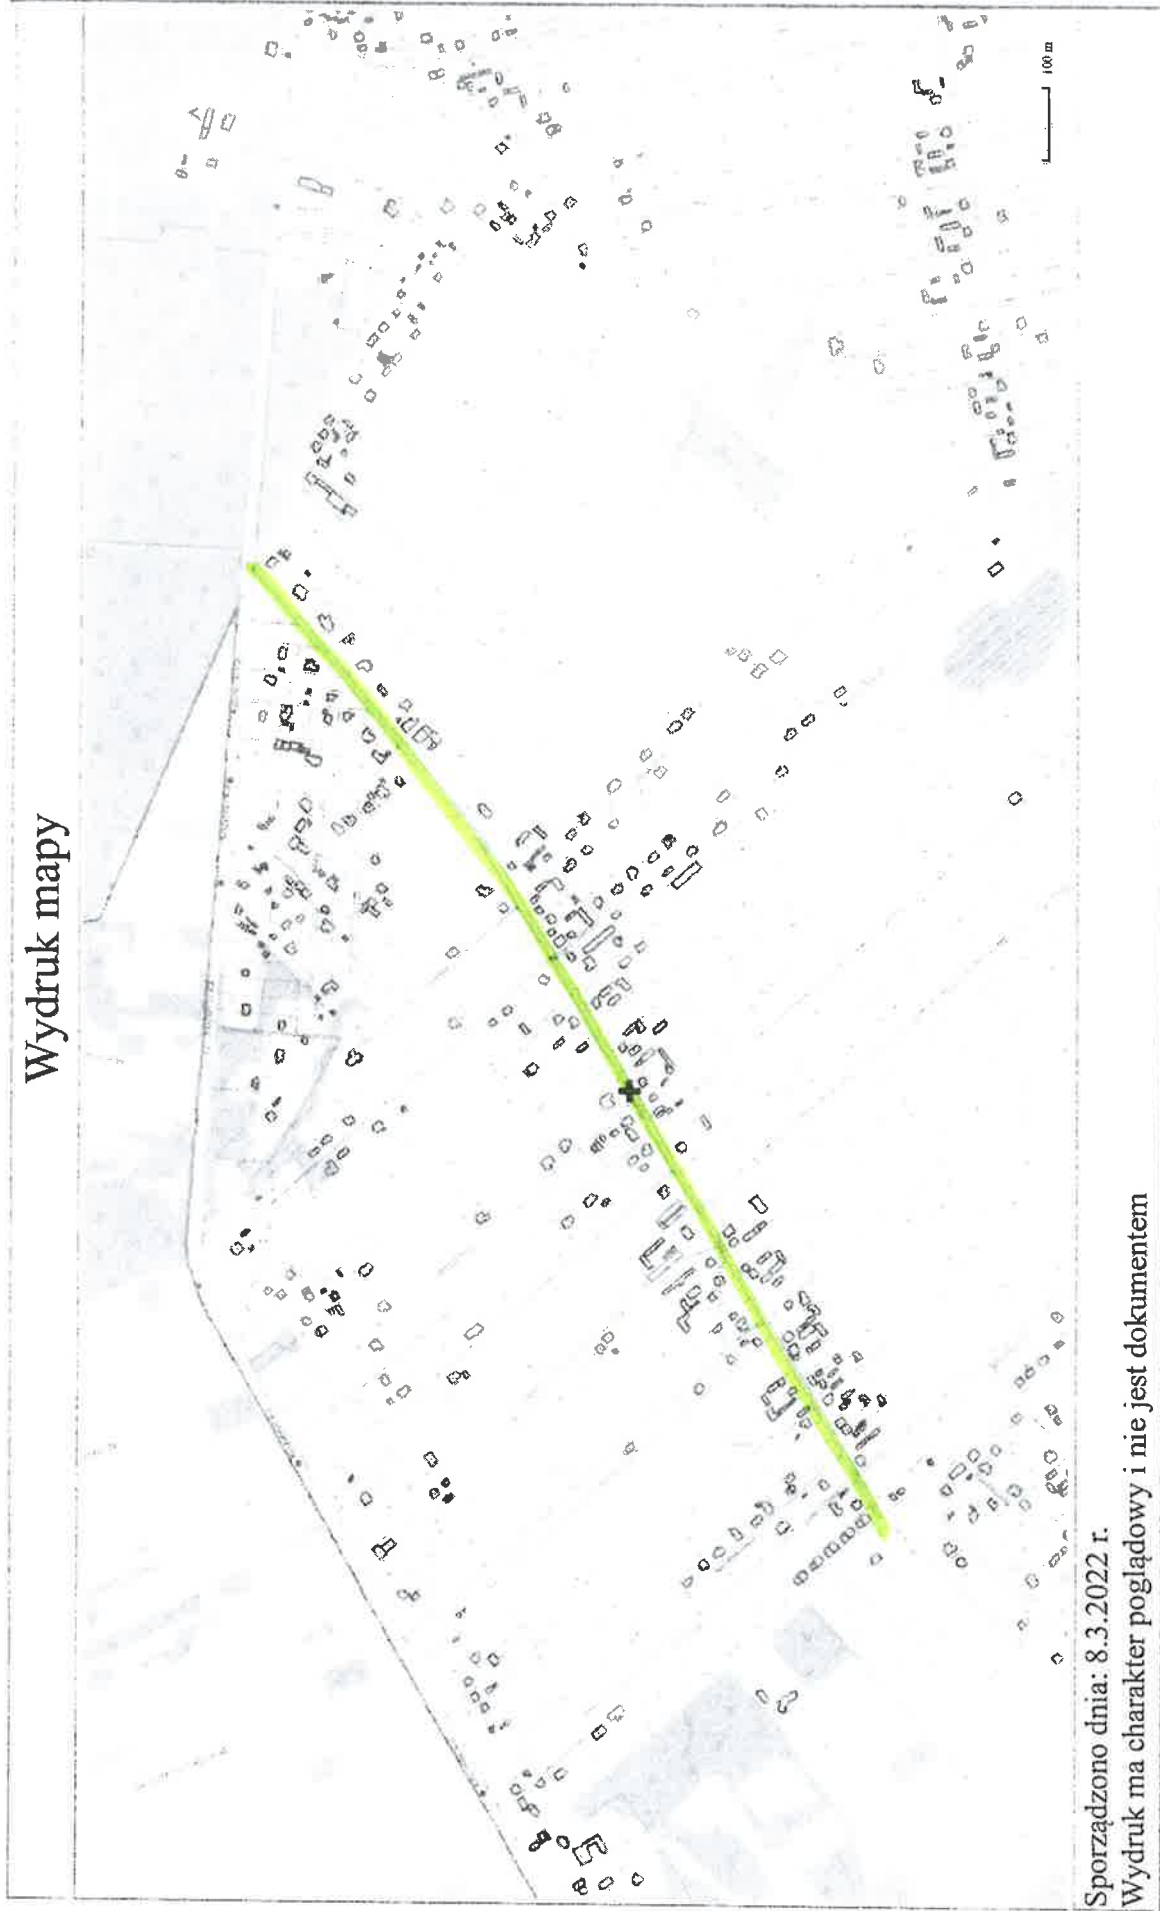 Wydruk mapy
100 m
Sporządzono dnia: 8.3.2022 r.
Wydruk ma charakter poglądowy i nie jest dokumentem